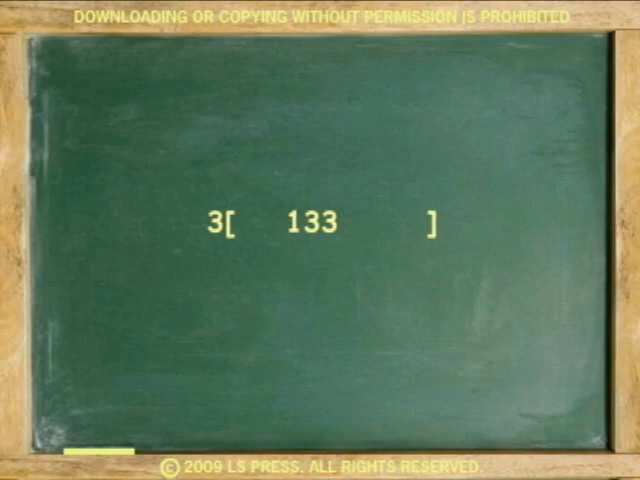 DOWNLOADING OR COPYING WITHOUT PERMISSION IS PROHIBITED
3[ 133 ]
© 2009 LS PRESS. ALL RIGHTS RESERVED.